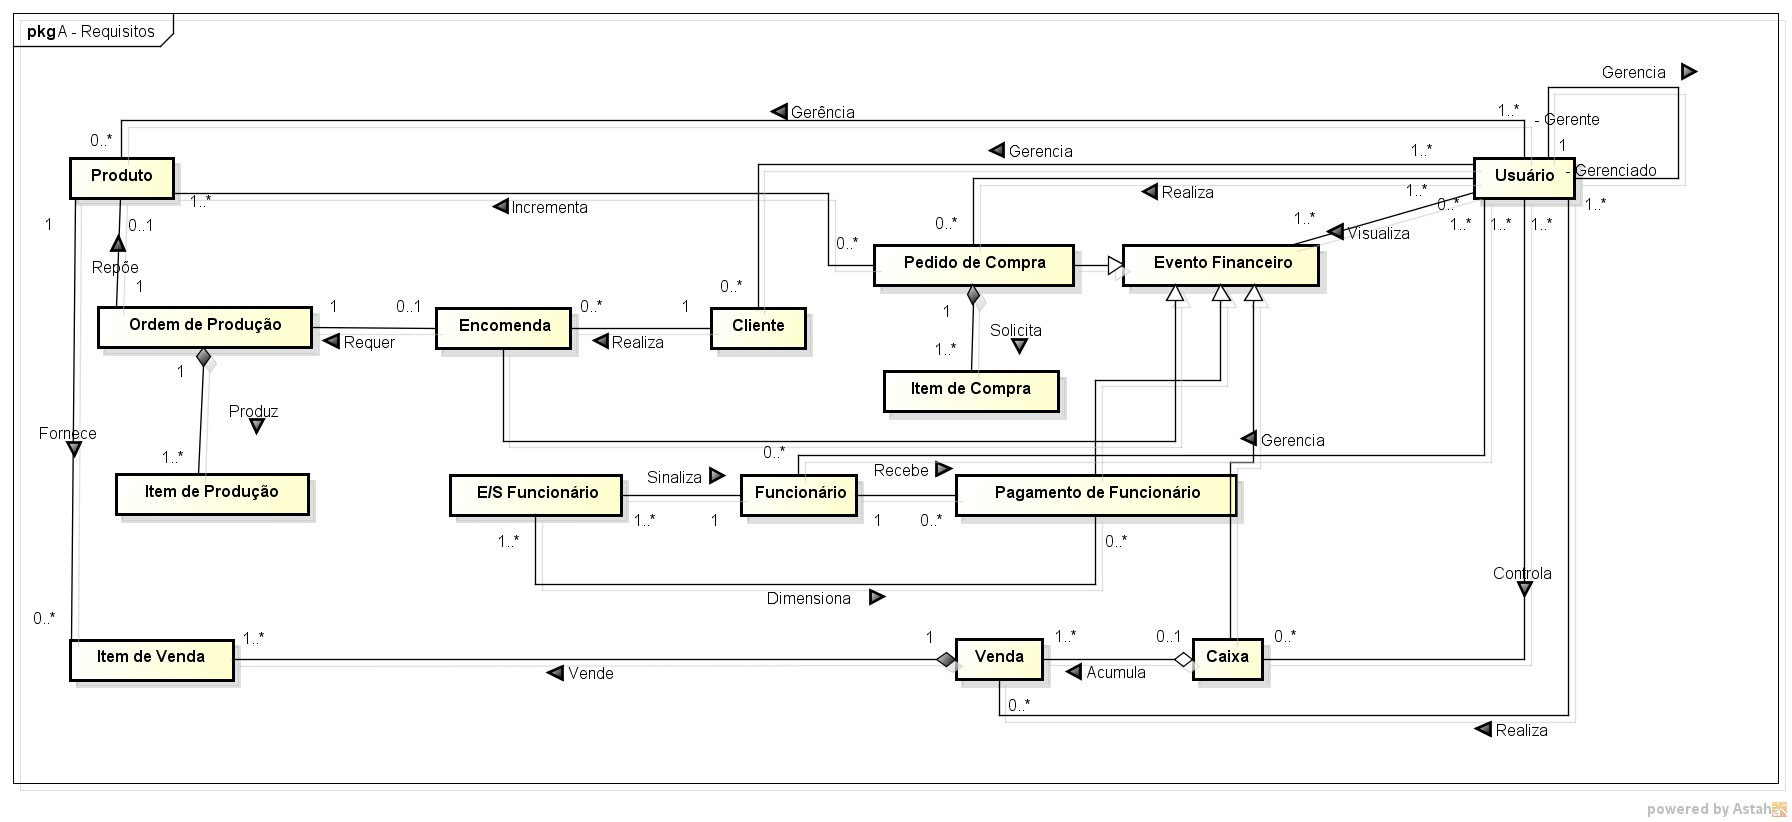 pkg A - Requisitos
Gerencia
Gerência
1..*
- Gerente
0..*
1
Gerencia
1..*
Produto
Usuário
- Gerenciado
Realiza
1..*
1..*
Incrementa
0..*
1..*
1
0..1
0..*
1..*
Visualiza
1..*
1..*
1..*
0..*
Repõe
Pedido de Compra
Evento Financeiro
1
0..*
1
0..1
0..*
1
1
Ordem de Produção
Encomenda
Cliente
Solicita
Requer
Realiza
1..*
1
Item de Compra
Produz
Fornece
Gerencia
1..*
0..*
Recebe
Sinaliza
Item de Produção
E/S Funcionário
Funcionário
Pagamento de Funcionário
1..*
1
1
0..*
1..*
0..*
Controla
Dimensiona
0..*
1..*
1
1..*
0..1
0..*
Item de Venda
Venda
Caixa
Vende
Acumula
0..*
Realiza
powered by Astah